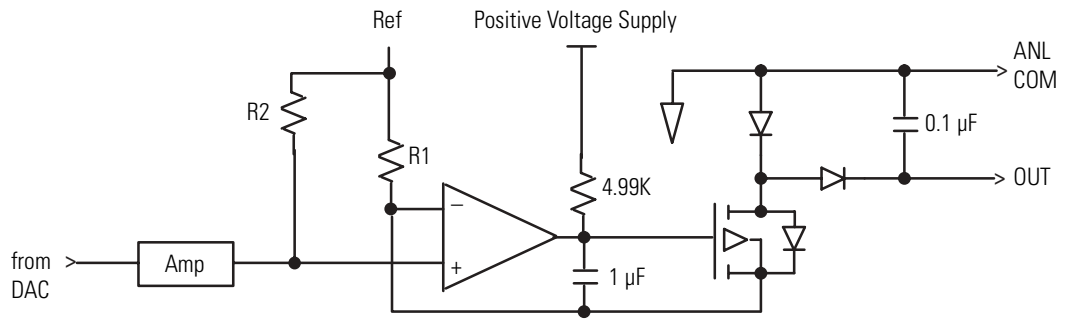 Ref
Positive Voltage Supply
ANL
COM
R2
0.1 µF
R1
4.99K
> OUT
−
from >
DAC
Amp
+
1 µF